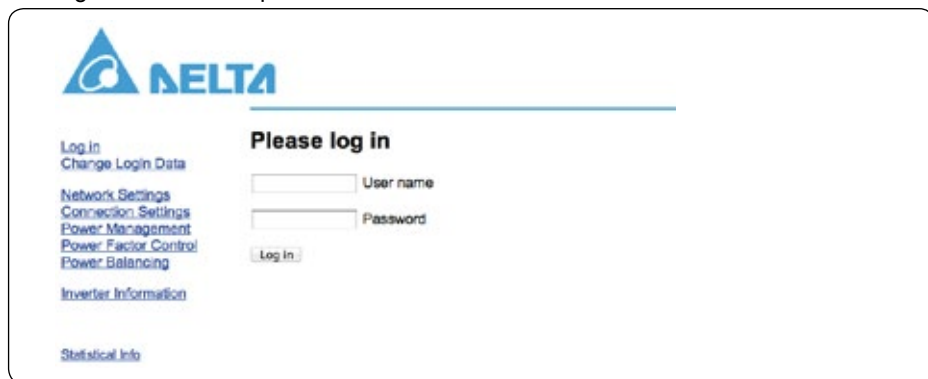 DELTA
Please log in
Log in
Change Login Data
User name
Network Settings
Connection Settings
Password
Power Management
Power Factor Control
Log in
Power Balancing
Inverter Information
Statistical Info